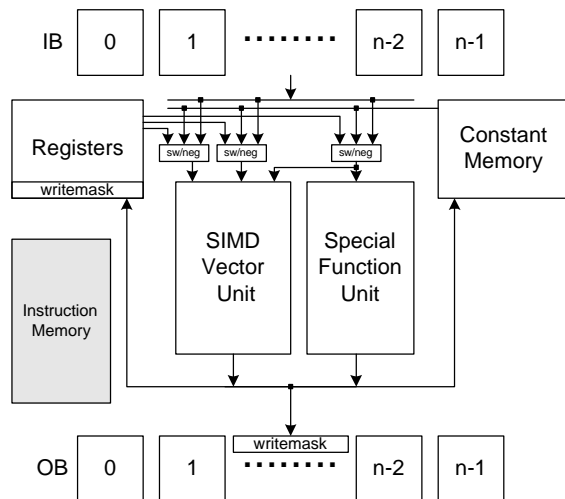 IB 0 1 ........ n-2 n-1
Registers
writemask
sw/neg sw/neg sw/neg
Constant
Memory
SIMD
Vector
Unit
Special
Function
Unit
Instruction
Memory
writemask
OB 0 1 ........ n-2 n-1